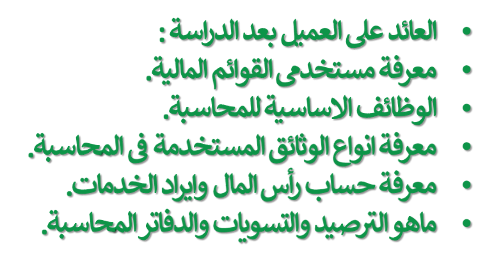 • العائد على العميل بعد الدراسة :
• معرفة مستخدمى القوائم المالية.
• الوظائف الاساسية للمحاسبة.
• معرفة انواع الوثائق المستخدمة فى المحاسبة.
• معرفة حساب رأس المال وايراد الخدمات.
• ماهو الترصيد والتسويات والدفاتر المحاسبة.